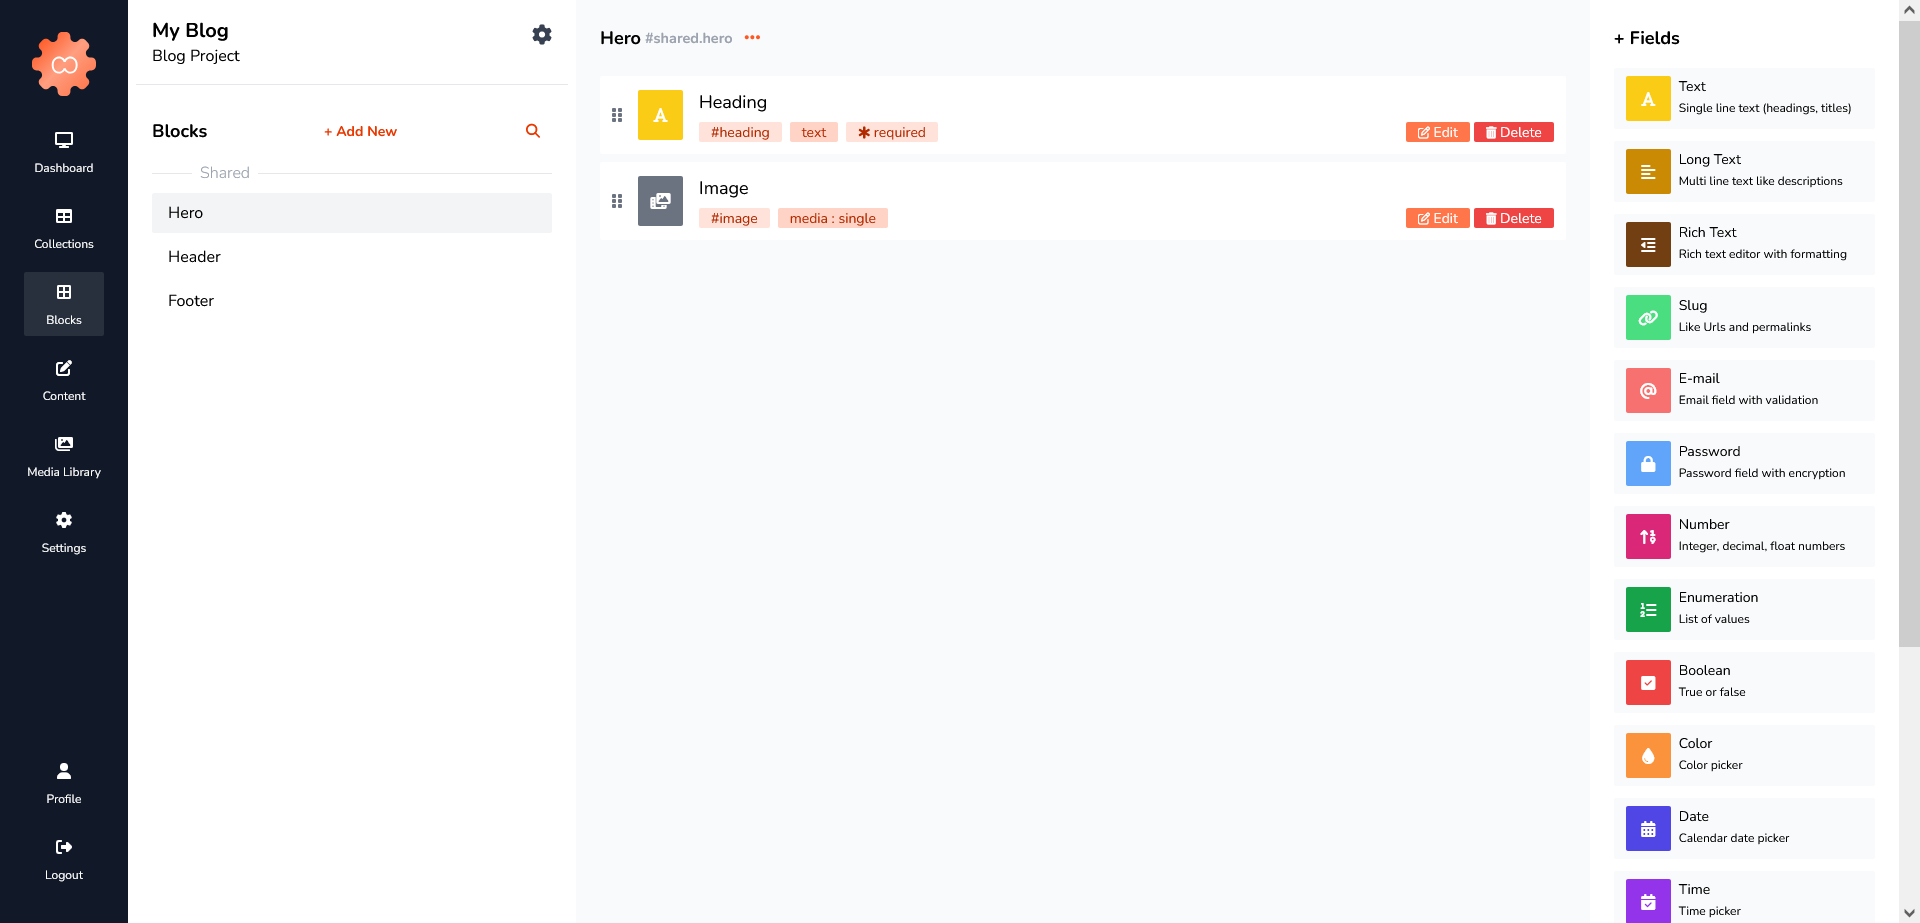 Dashboard
Collections
Blocks
Content
Media Library
Settings
Profile
Logout
My Blog
Blog Project
Blocks
+ Add New
Shared
Hero
Header
Footer
Hero #shared.hero
Heading
#heading text required
Edit Delete
Image
#image media : single
Edit Delete
+ Fields
Text
Single line text (headings, titles)
Long Text
Multi line text like descriptions
Rich Text
Rich text editor with formatting
Slug
Like Urls and permalinks
E-mail
Email field with validation
Password
Password field with encryption
Number
Integer, decimal, float numbers
Enumeration
List of values
Boolean
True or false
Color
Color picker
Date
Calendar date picker
Time
Time picker